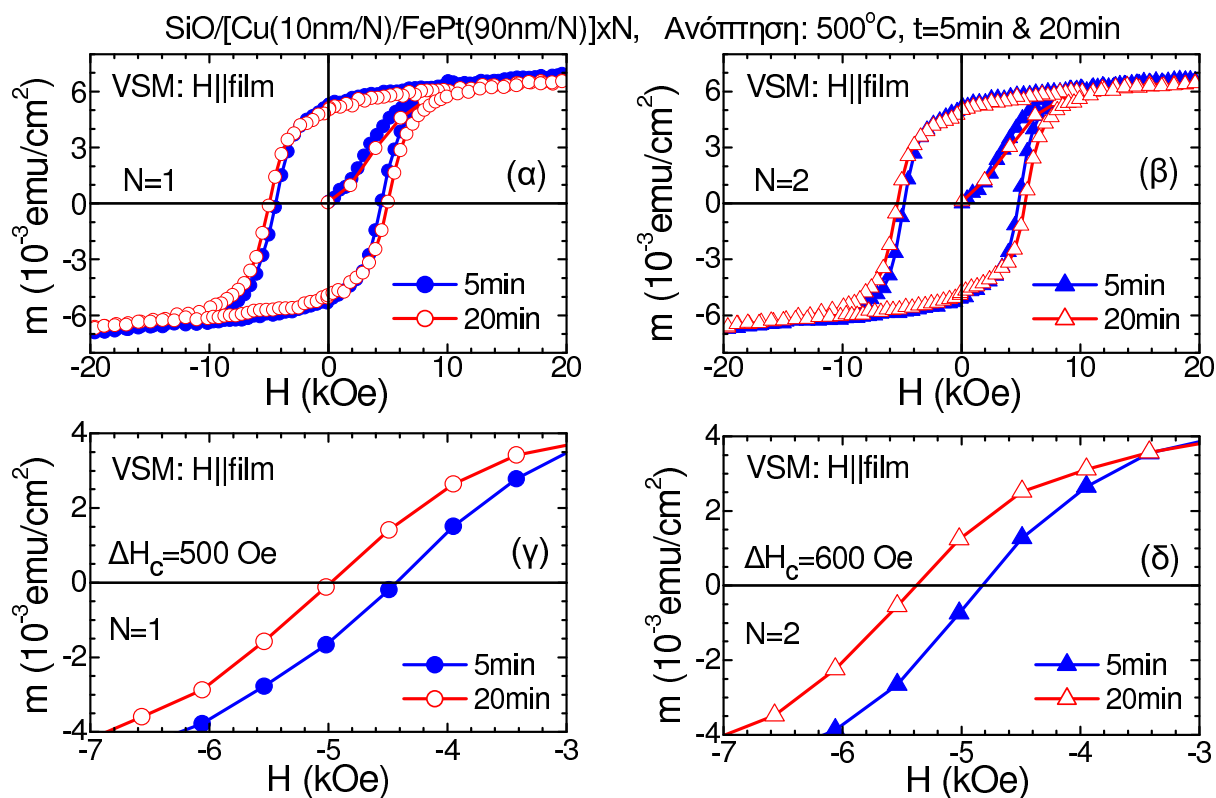 SiO/[Cu(10nm/N)/FePt(90nm/N)]xN, Ανόπτηση: 500°C, t=5min & 20min
VSM: H||film
N=1
(α)
5min
20min
m (10⁻³emu/cm²)
6
3
0
-3
-6
-20 -10 0 10 20
H (kOe)
VSM: H||film
N=2
(β)
5min
20min
m (10⁻³emu/cm²)
6
3
0
-3
-6
-20 -10 0 10 20
H (kOe)
VSM: H||film
ΔHc=500 Oe
(γ)
N=1
5min
20min
m (10⁻³emu/cm²)
4
2
0
-2
-4
-7 -6 -5 -4 -3
H (kOe)
VSM: H||film
ΔHc=600 Oe
(δ)
N=2
5min
20min
m (10⁻³emu/cm²)
4
2
0
-2
-4
-7 -6 -5 -4 -3
H (kOe)